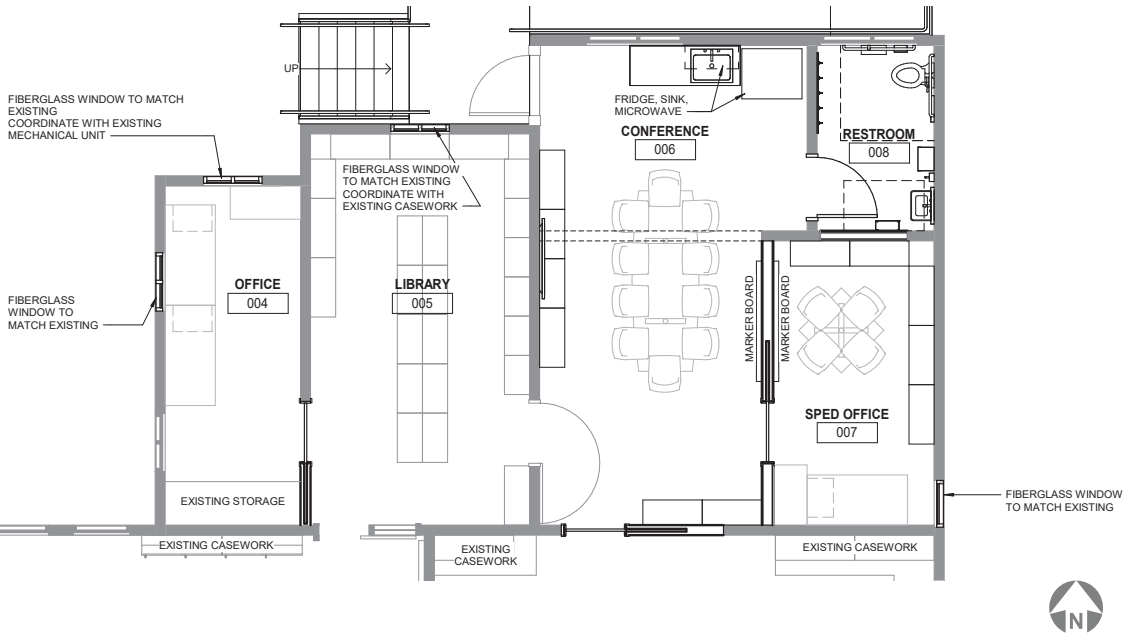 UP
FIBERGLASS WINDOW TO MATCH
EXISTING
COORDINATE WITH EXISTING
MECHANICAL UNIT
FRIDGE, SINK,
MICROWAVE
CONFERENCE
006
RESTROOM
008
FIBERGLASS WINDOW
TO MATCH EXISTING
COORDINATE WITH
EXISTING CASEWORK
OFFICE
004
LIBRARY
005
FIBERGLASS
WINDOW TO
MATCH EXISTING
MARKER BOARD
MARKER BOARD
SPED OFFICE
007
EXISTING STORAGE
FIBERGLASS WINDOW
TO MATCH EXISTING
EXISTING CASEWORK
EXISTING
CASEWORK
EXISTING CASEWORK
N